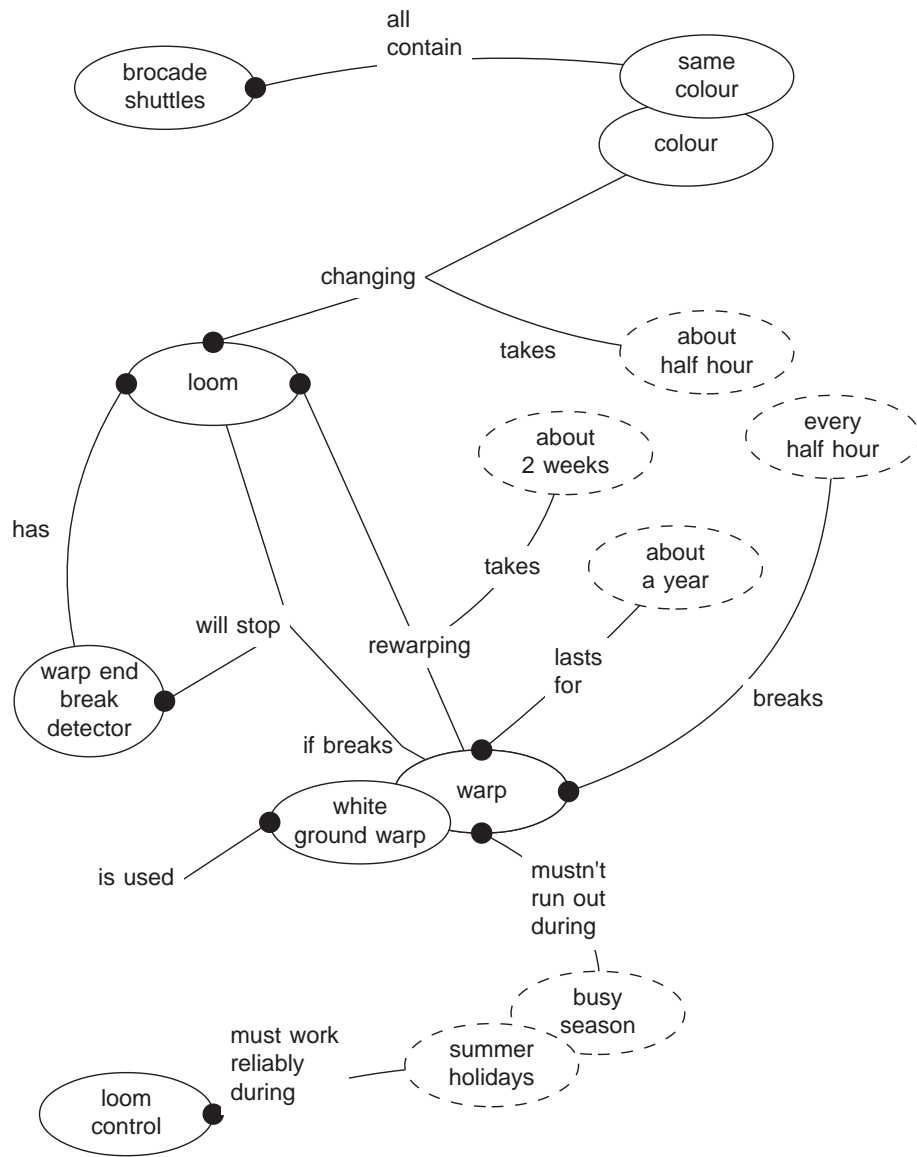 all
contain
brocade
shuttles
same
colour
colour
changing
takes
about
half hour
loom
about
2 weeks
every
half hour
has
takes
about
a year
will stop
rewarping
lasts
for
warp end
break
detector
breaks
if breaks
warp
white
ground warp
is used
mustn't
run out
during
busy
season
must work
reliably
during
summer
holidays
loom
control